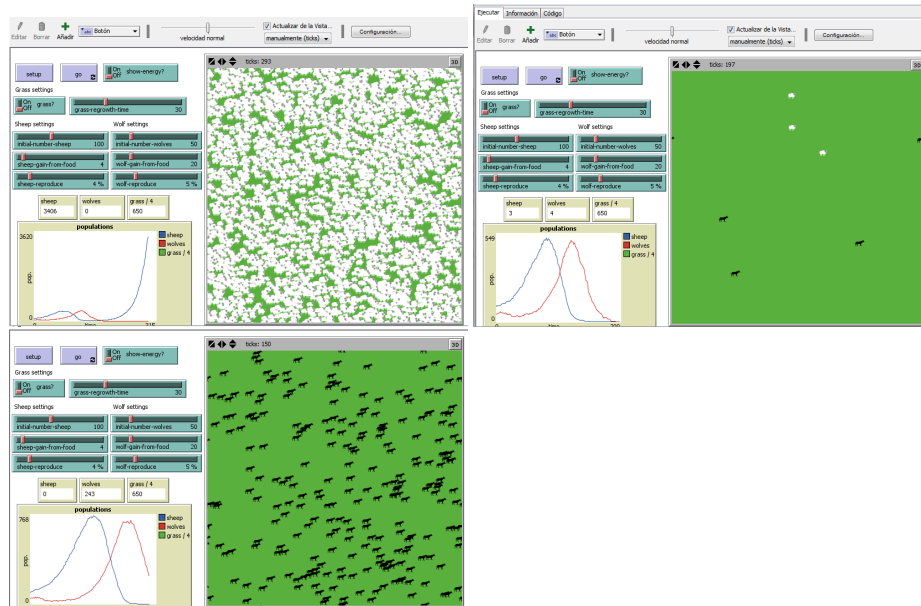 Editar Borrar Añadir Botón velocidad normal Actualizar de la Vista... manualmente (ticks) Configuración...
ticks: 293 3D
setup go On Off show-energy?
Grass settings
On Off grass? grass-regrowth-time 30
Sheep settings Wolf settings
initial-number-sheep 100 initial-number-wolves 50
sheep-gain-from-food 4 wolf-gain-from-food 20
sheep-reproduce 4 % wolf-reproduce 5 %
sheep wolves grass / 4
3406 0 650
populations
3620 sheep
wolves
grass / 4
pop.
0
0 time 315
Ejecutar Información Código
Editar Borrar Añadir Botón velocidad normal Actualizar de la Vista... manualmente (ticks) Configuración...
ticks: 197 3D
setup go On Off show-energy?
Grass settings
On Off grass? grass-regrowth-time 30
Sheep settings Wolf settings
initial-number-sheep 100 initial-number-wolves 50
sheep-gain-from-food 4 wolf-gain-from-food 20
sheep-reproduce 4 % wolf-reproduce 5 %
sheep wolves grass / 4
3 4 650
populations
549 sheep
wolves
grass / 4
pop.
0
0 time 200
ticks: 150 3D
setup go On Off show-energy?
Grass settings
On Off grass? grass-regrowth-time 30
Sheep settings Wolf settings
initial-number-sheep 100 initial-number-wolves 50
sheep-gain-from-food 4 wolf-gain-from-food 20
sheep-reproduce 4 % wolf-reproduce 5 %
sheep wolves grass / 4
0 243 650
populations
768 sheep
wolves
grass / 4
pop.
0